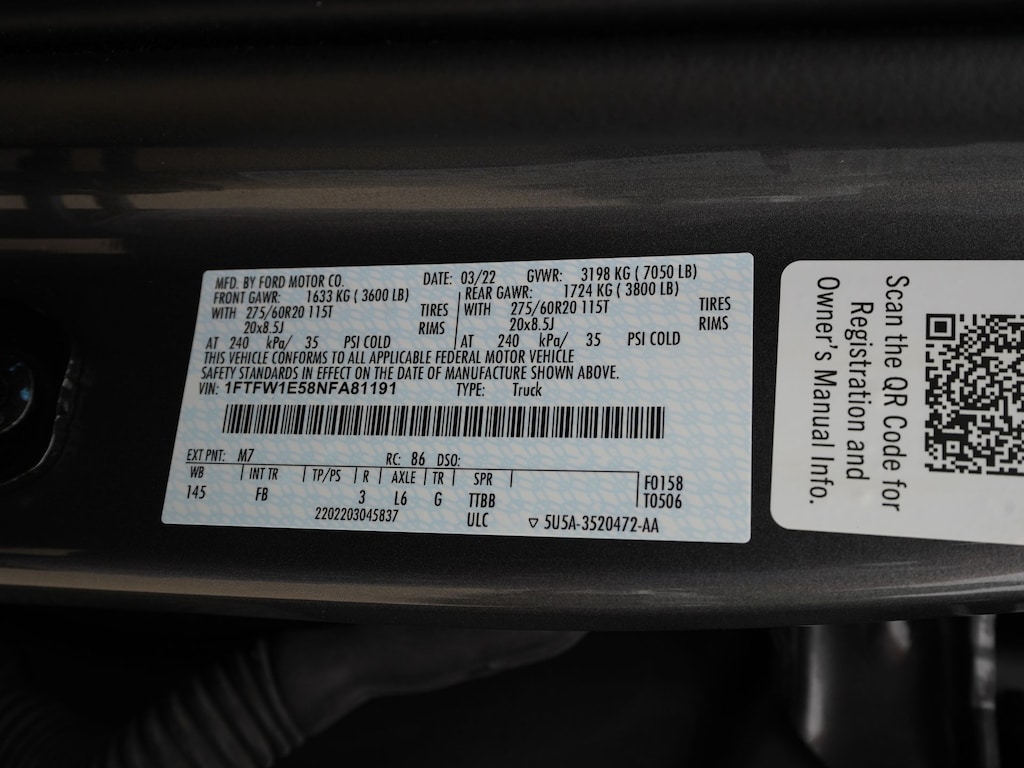 MFD. BY FORD MOTOR CO. DATE: 03/22 GVWR: 3198 KG ( 7050 LB)
FRONT GAWR: 1633 KG ( 3600 LB) REAR GAWR: 1724 KG ( 3800 LB)
WITH 275/60R20 115T TIRES WITH 275/60R20 115T TIRES
20x8.5J RIMS 20x8.5J RIMS
AT 240 kPa/ 35 PSI COLD AT 240 kPa/ 35 PSI COLD
THIS VEHICLE CONFORMS TO ALL APPLICABLE FEDERAL MOTOR VEHICLE
SAFETY STANDARDS IN EFFECT ON THE DATE OF MANUFACTURE SHOWN ABOVE.
VIN: 1FTFW1E58NFA81191 TYPE: Truck
EXT PNT: M7 RC: 86 DSO:
WB INT TR TP/PS R AXLE TR SPR F0158
145 FB 3 L6 G TTBB T0506
2202203045837 ULC ▽ 5U5A-3520472-AA
Scan the QR Code for
Registration and
Owner's Manual Info.